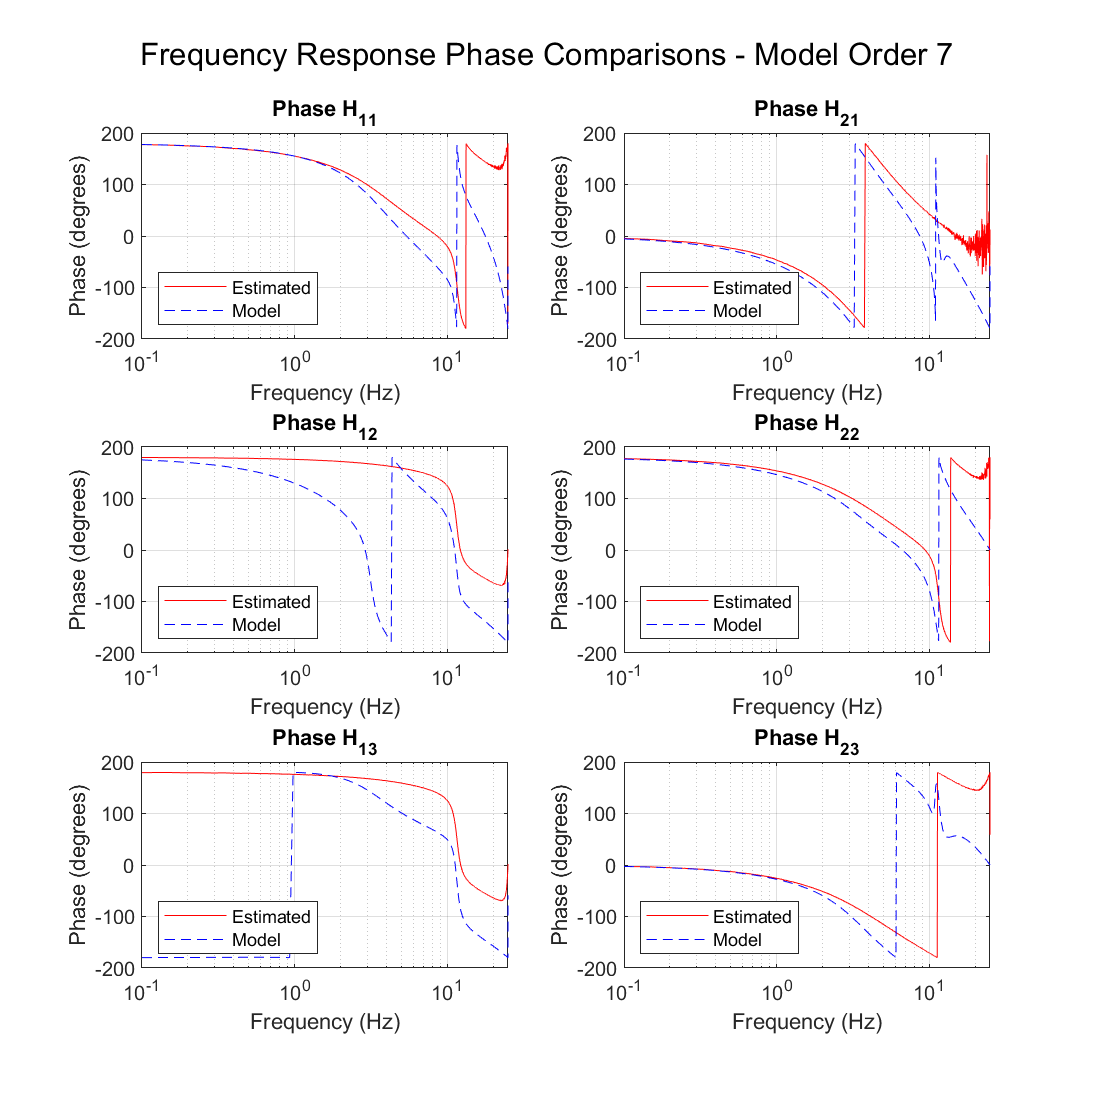 Frequency Response Phase Comparisons - Model Order 7
Phase H11
200
100
0
-100
-200
Phase (degrees)
Estimated
Model
10-1
100
101
Frequency (Hz)
Phase H21
200
100
0
-100
-200
Phase (degrees)
Estimated
Model
10-1
100
101
Frequency (Hz)
Phase H12
200
100
0
-100
-200
Phase (degrees)
Estimated
Model
10-1
100
101
Frequency (Hz)
Phase H22
200
100
0
-100
-200
Phase (degrees)
Estimated
Model
10-1
100
101
Frequency (Hz)
Phase H13
200
100
0
-100
-200
Phase (degrees)
Estimated
Model
10-1
100
101
Frequency (Hz)
Phase H23
200
100
0
-100
-200
Phase (degrees)
Estimated
Model
10-1
100
101
Frequency (Hz)